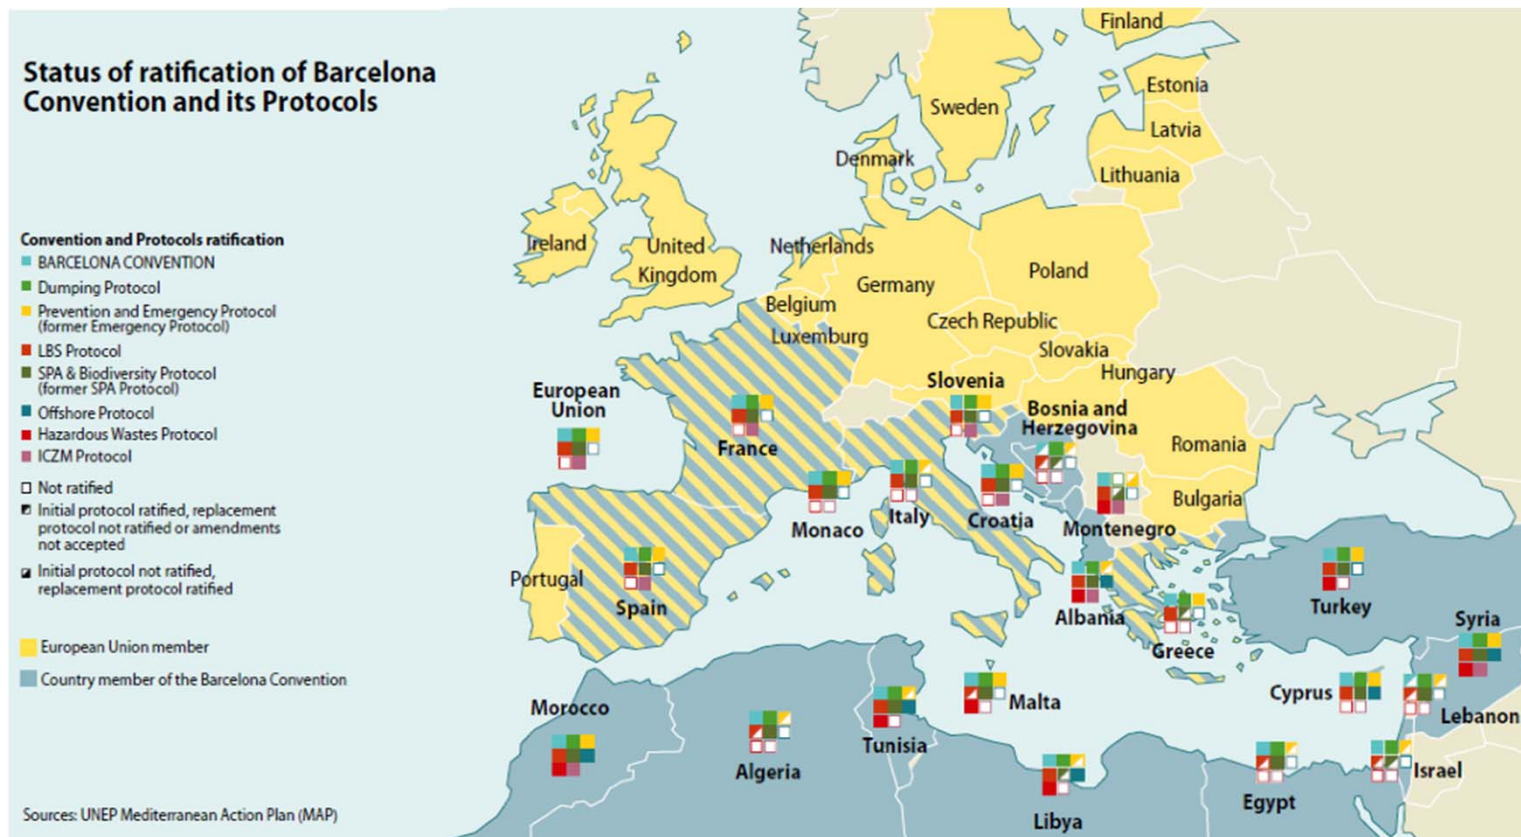 Status of ratification of Barcelona
Convention and its Protocols
Convention and Protocols ratification
BARCELONA CONVENTION
Dumping Protocol
Prevention and Emergency Protocol
(former Emergency Protocol)
LBS Protocol
SPA & Biodiversity Protocol
(former SPA Protocol)
Offshore Protocol
Hazardous Wastes Protocol
ICZM Protocol
Not ratified
Initial protocol ratified, replacement
protocol not ratified or amendments
not accepted
Initial protocol not ratified,
replacement protocol ratified
European Union member
Country member of the Barcelona Convention
Sources: UNEP Mediterranean Action Plan (MAP)
Finland
Estonia
Sweden
Latvia
Denmark
Lithuania
Ireland
United
Kingdom
Netherlands
Germany
Poland
Belgium
Czech Republic
Luxemburg
Slovakia
Hungary
European
Union
Slovenia
Bosnia and
Herzegovina
France
Romania
Monaco
Italy
Croatia
Montenegro
Bulgaria
Portugal
Spain
Albania
Greece
Turkey
Syria
Morocco
Algeria
Tunisia
Malta
Cyprus
Lebanon
Libya
Egypt
Israel